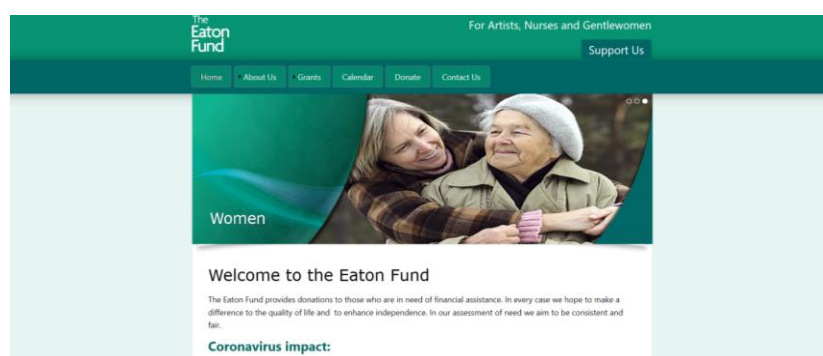 The
Eaton
Fund
For Artists, Nurses and Gentlewomen
Support Us
Home About Us Grants Calendar Donate Contact Us
Women
Welcome to the Eaton Fund
The Eaton Fund provides donations to those who are in need of financial assistance. In every case we hope to make a
difference to the quality of life and to enhance independence. In our assessment of need we aim to be consistent and
fair.
Coronavirus impact: